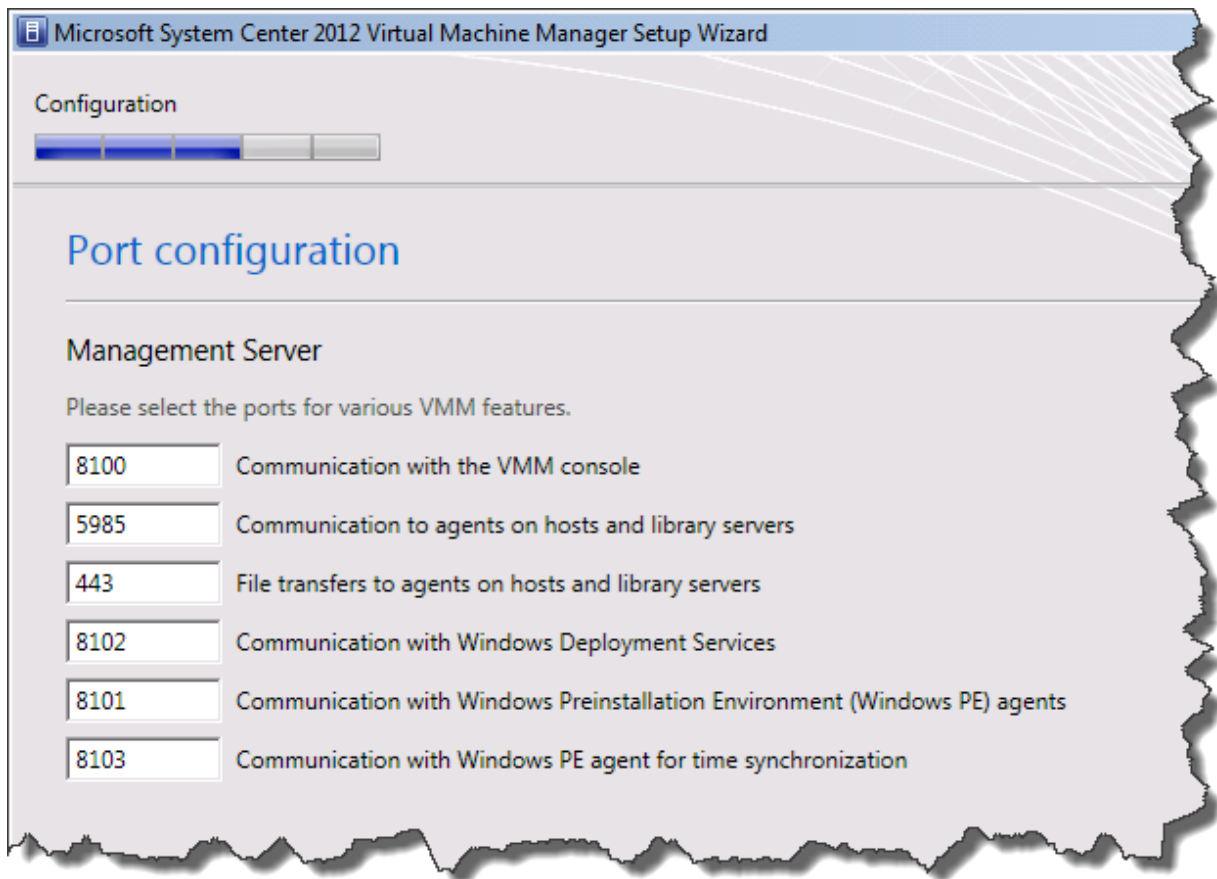 Microsoft System Center 2012 Virtual Machine Manager Setup Wizard
Configuration
Port configuration
Management Server
Please select the ports for various VMM features.
8100 Communication with the VMM console
5985 Communication to agents on hosts and library servers
443 File transfers to agents on hosts and library servers
8102 Communication with Windows Deployment Services
8101 Communication with Windows Preinstallation Environment (Windows PE) agents
8103 Communication with Windows PE agent for time synchronization